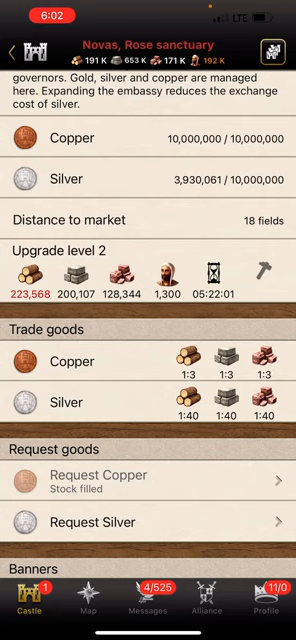 6:02
LTE
Novas, Rose sanctuary
191 K 653 K 171 K 192 K
governors. Gold, silver and copper are managed
here. Expanding the embassy reduces the exchange
cost of silver.
Copper 10,000,000 / 10,000,000
Silver 3,930,061 / 10,000,000
Distance to market 18 fields
Upgrade level 2
223,568 200,107 128,344 1,300 05:22:01
Trade goods
Copper
1:3 1:3 1:3
Silver
1:40 1:40 1:40
Request goods
Request Copper
Stock filled
Request Silver
Banners
1 4/525 11/0
Castle Map Messages Alliance Profile